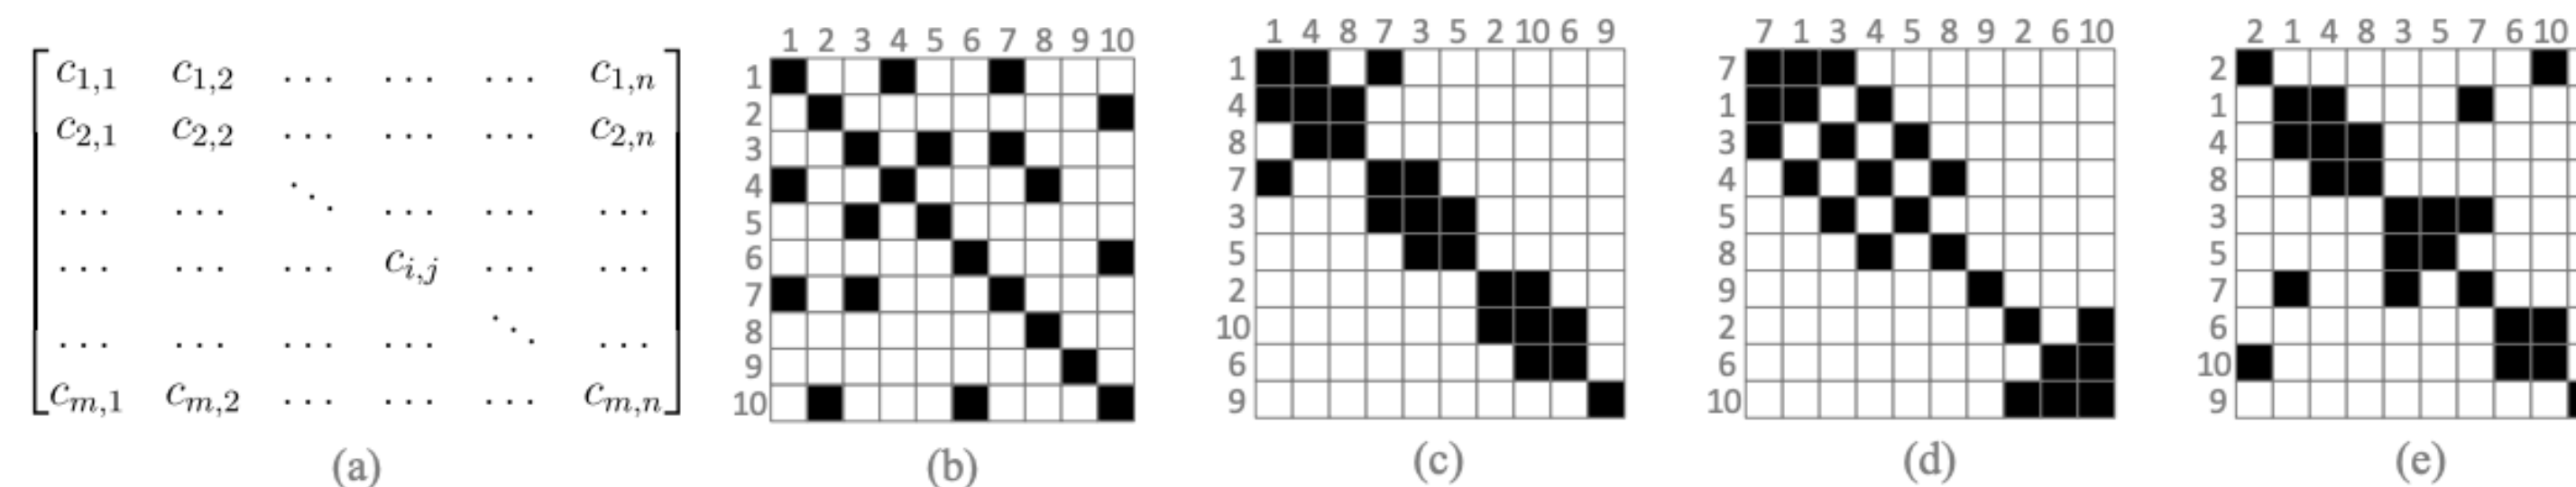 c1,1 c1,2 ... ... ... c1,n
c2,1 c2,2 ... ... ... c2,n
... ... ⋱ ... ... ...
... ... ... ci,j ... ...
... ... ... ... ⋱ ...
cm,1 cm,2 ... ... ... cm,n
(a)
1 2 3 4 5 6 7 8 9 10
1
2
3
4
5
6
7
8
9
10
(b)
1 4 8 7 3 5 2 10 6 9
1
4
8
7
3
5
2
10
6
9
(c)
7 1 3 4 5 8 9 2 6 10
7
1
3
4
5
8
9
2
6
10
(d)
2 1 4 8 3 5 7 6 10
2
1
4
8
3
5
7
6
10
9
(e)